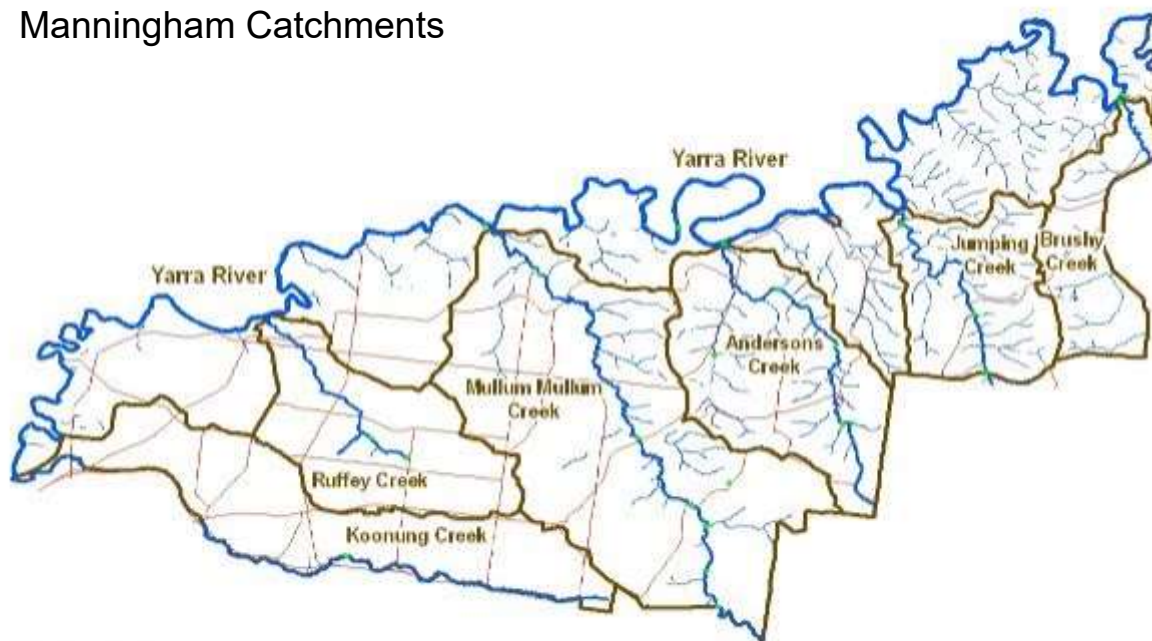 Manningham Catchments
Yarra River
Yarra River
Jumping
Creek
Brushy
Creek
Andersons
Creek
Mullum Mullum
Creek
Ruffey Creek
Koonung Creek